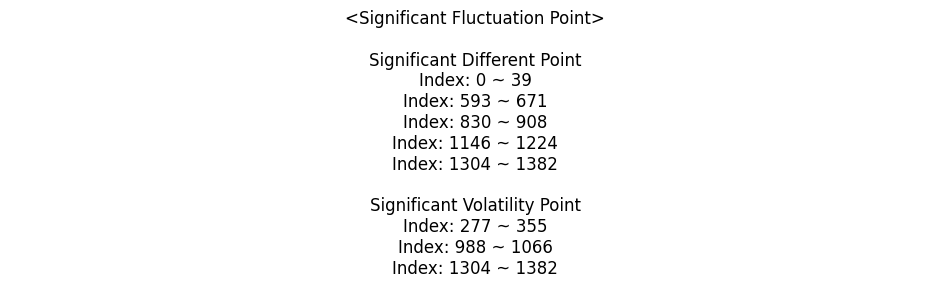 <Significant Fluctuation Point>
Significant Different Point
Index: 0 ~ 39
Index: 593 ~ 671
Index: 830 ~ 908
Index: 1146 ~ 1224
Index: 1304 ~ 1382
Significant Volatility Point
Index: 277 ~ 355
Index: 988 ~ 1066
Index: 1304 ~ 1382